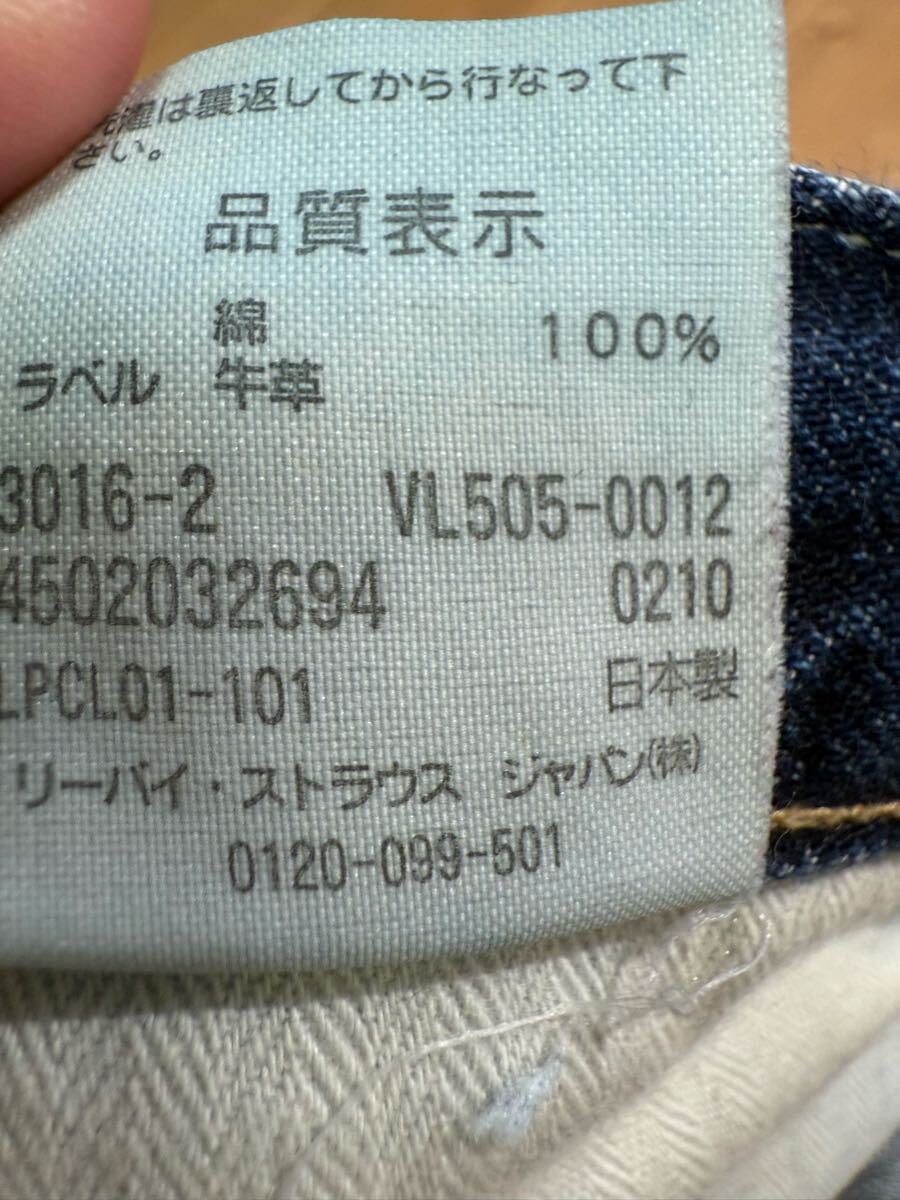 洗濯は裏返してから行なって下
さい。
品質表示
綿 100%
ラベル 牛革
3016-2 VL505-0012
4502032694 0210
LPCL01-101 日本製
リーバイ・ストラウス ジャパン(株)
0120-099-501